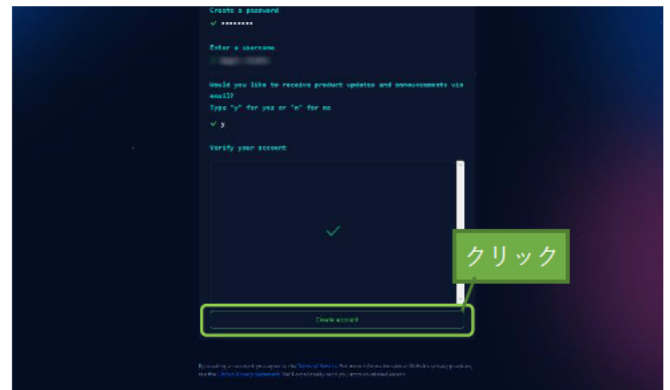 Create a password
✓ ••••••••
Enter a username
Would you like to receive product updates and announcements via
email?
Type "y" for yes or "n" for no
✓ y
Verify your account
クリック
Create account